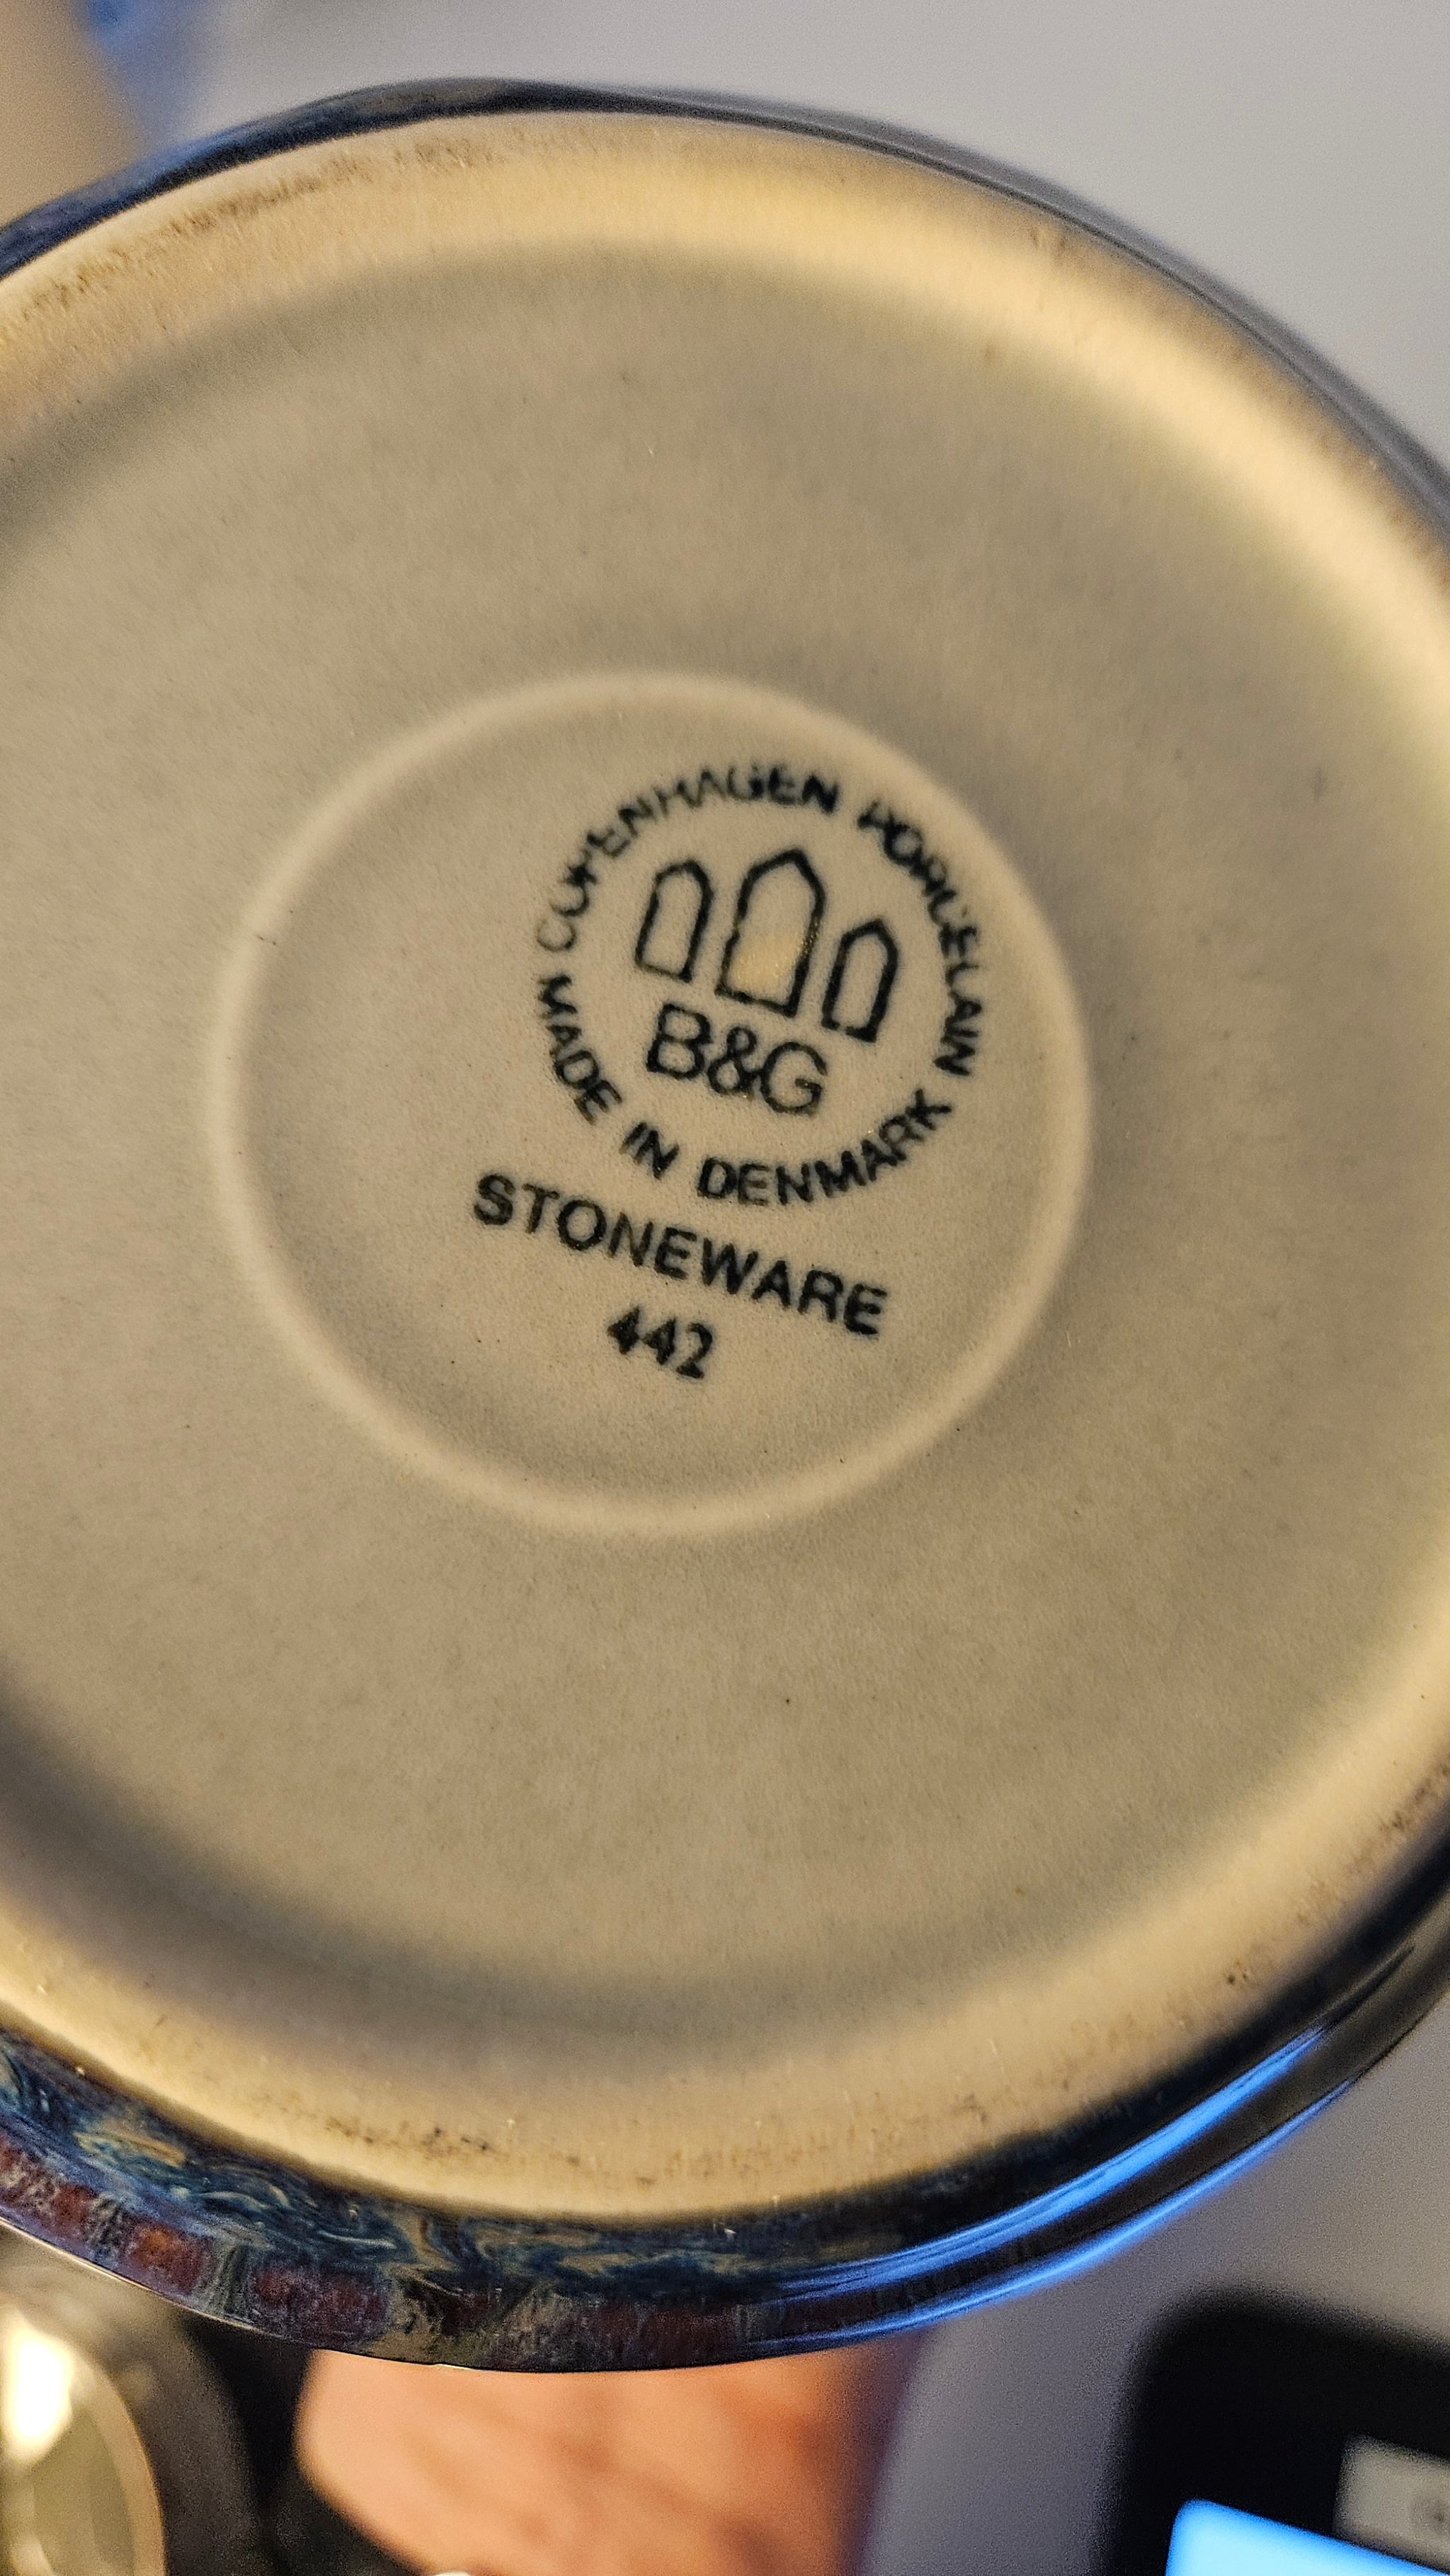 COPENHAGEN PORCELAIN
B&G
MADE IN DENMARK
STONEWARE
442